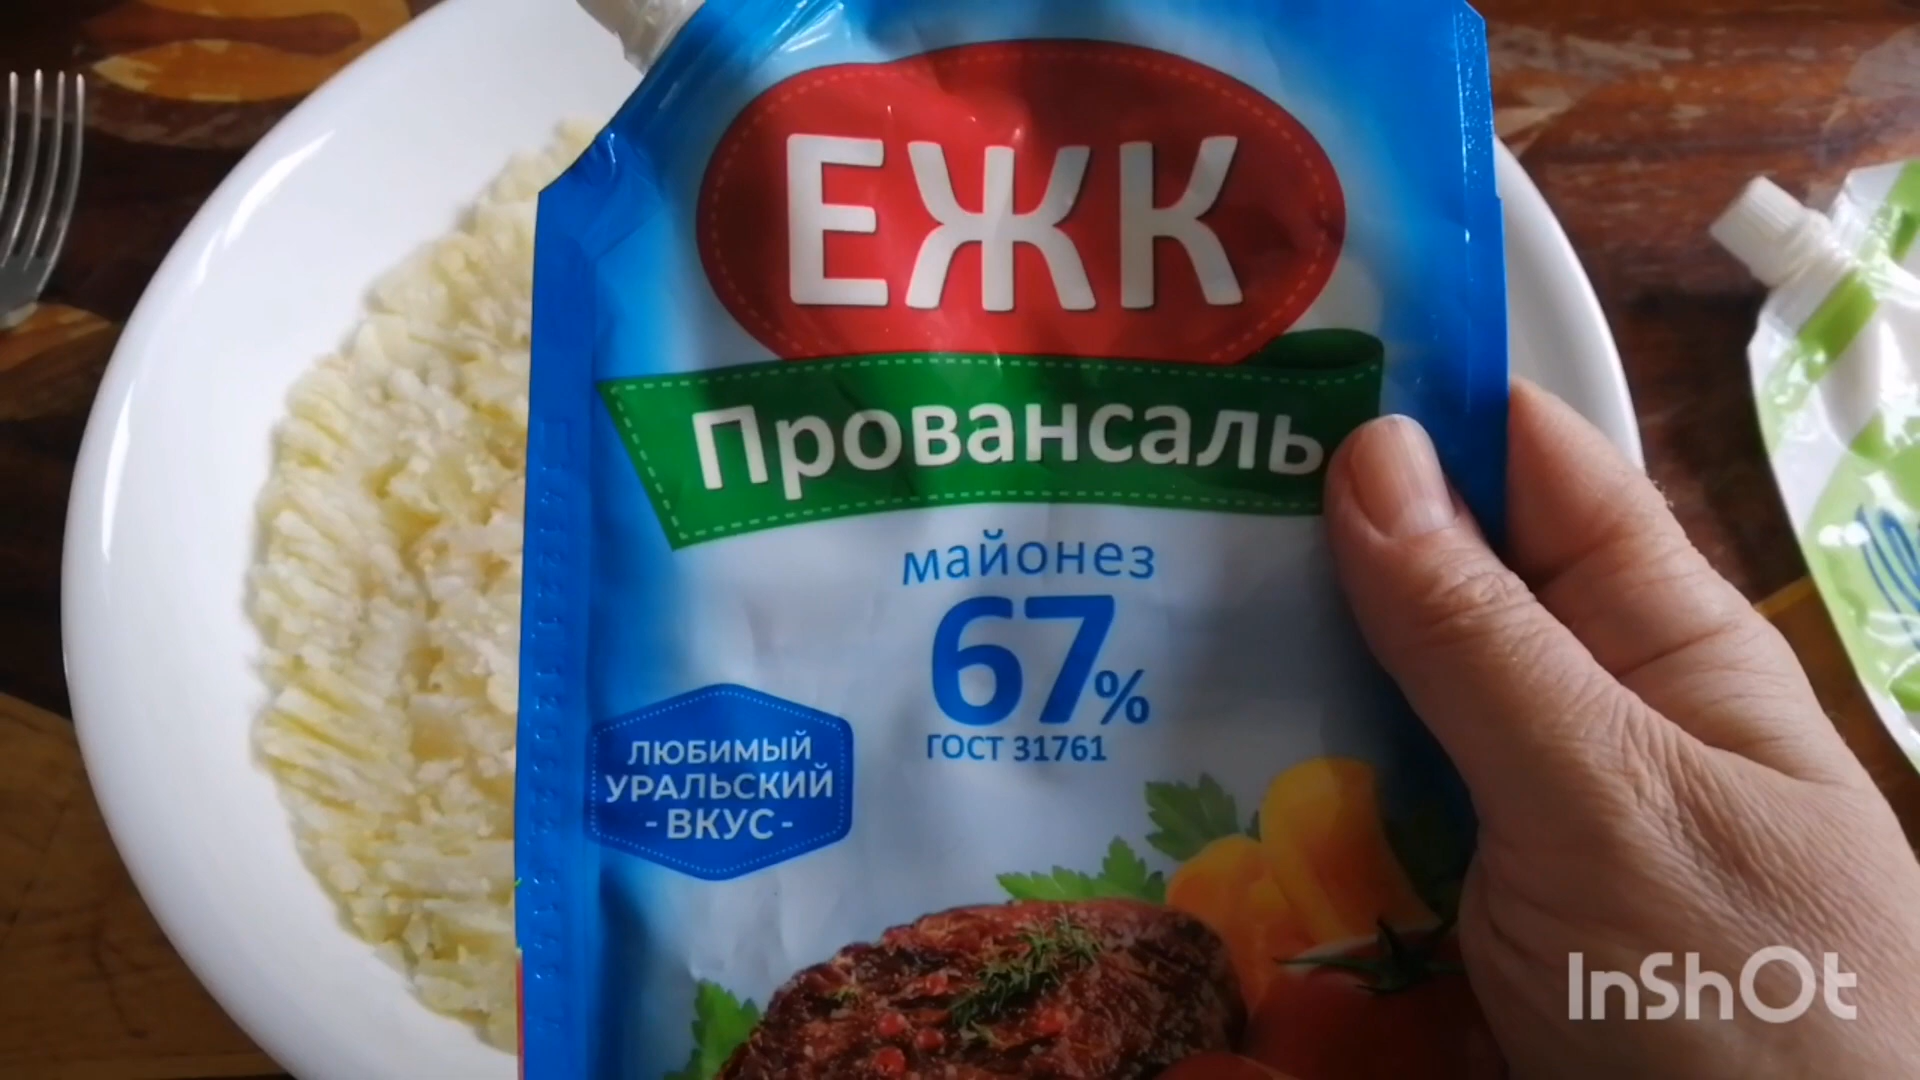 ЕЖК
Провансаль
майонез
67%
ГОСТ 31761
ЛЮБИМЫЙ
УРАЛЬСКИЙ
- ВКУС -
InShOt